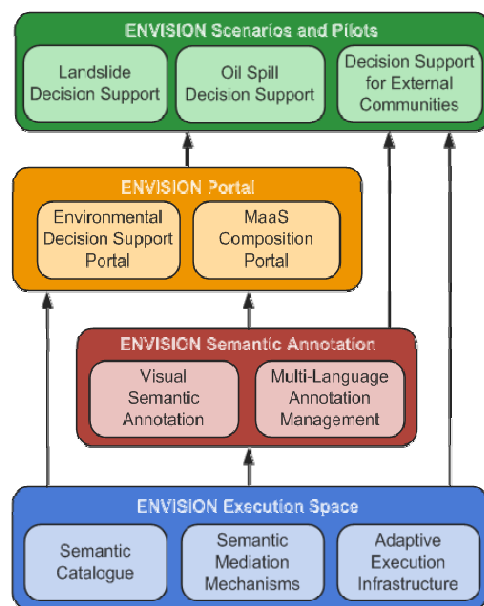 ENVISION Scenarios and Pilots
Landslide
Decision Support
Oil Spill
Decision Support
Decision Support
for External
Communities
ENVISION Portal
Environmental
Decision Support
Portal
MaaS
Composition
Portal
ENVISION Semantic Annotation
Visual
Semantic
Annotation
Multi-Language
Annotation
Management
ENVISION Execution Space
Semantic
Catalogue
Semantic
Mediation
Mechanisms
Adaptive
Execution
Infrastructure